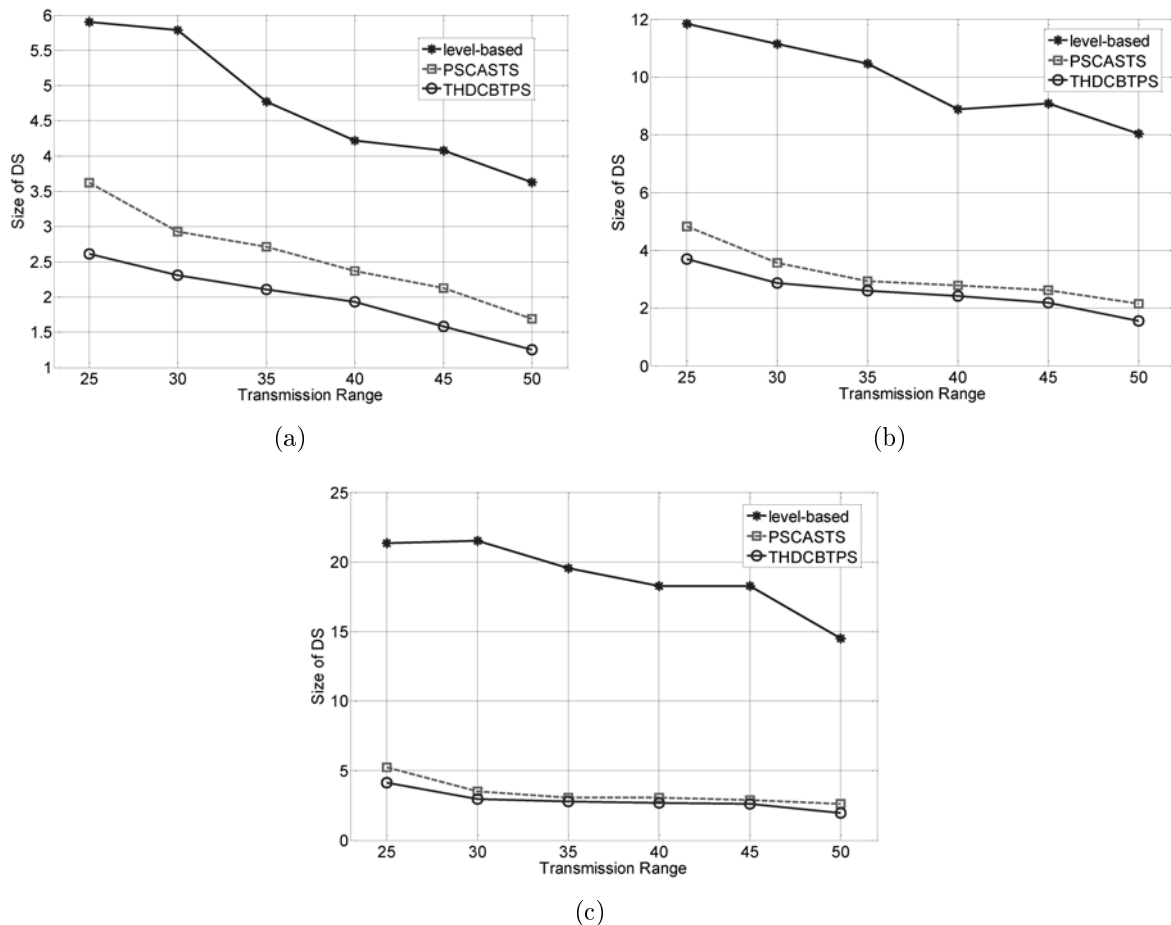 6
5.5
5
4.5
4
3.5
3
2.5
2
1.5
1
Size of DS
level-based
PSCASTS
THDCBTPS
25 30 35 40 45 50
Transmission Range
(a)
12
10
8
6
4
2
0
Size of DS
level-based
PSCASTS
THDCBTPS
25 30 35 40 45 50
Transmission Range
(b)
25
20
15
10
5
0
Size of DS
level-based
PSCASTS
THDCBTPS
25 30 35 40 45 50
Transmission Range
(c)